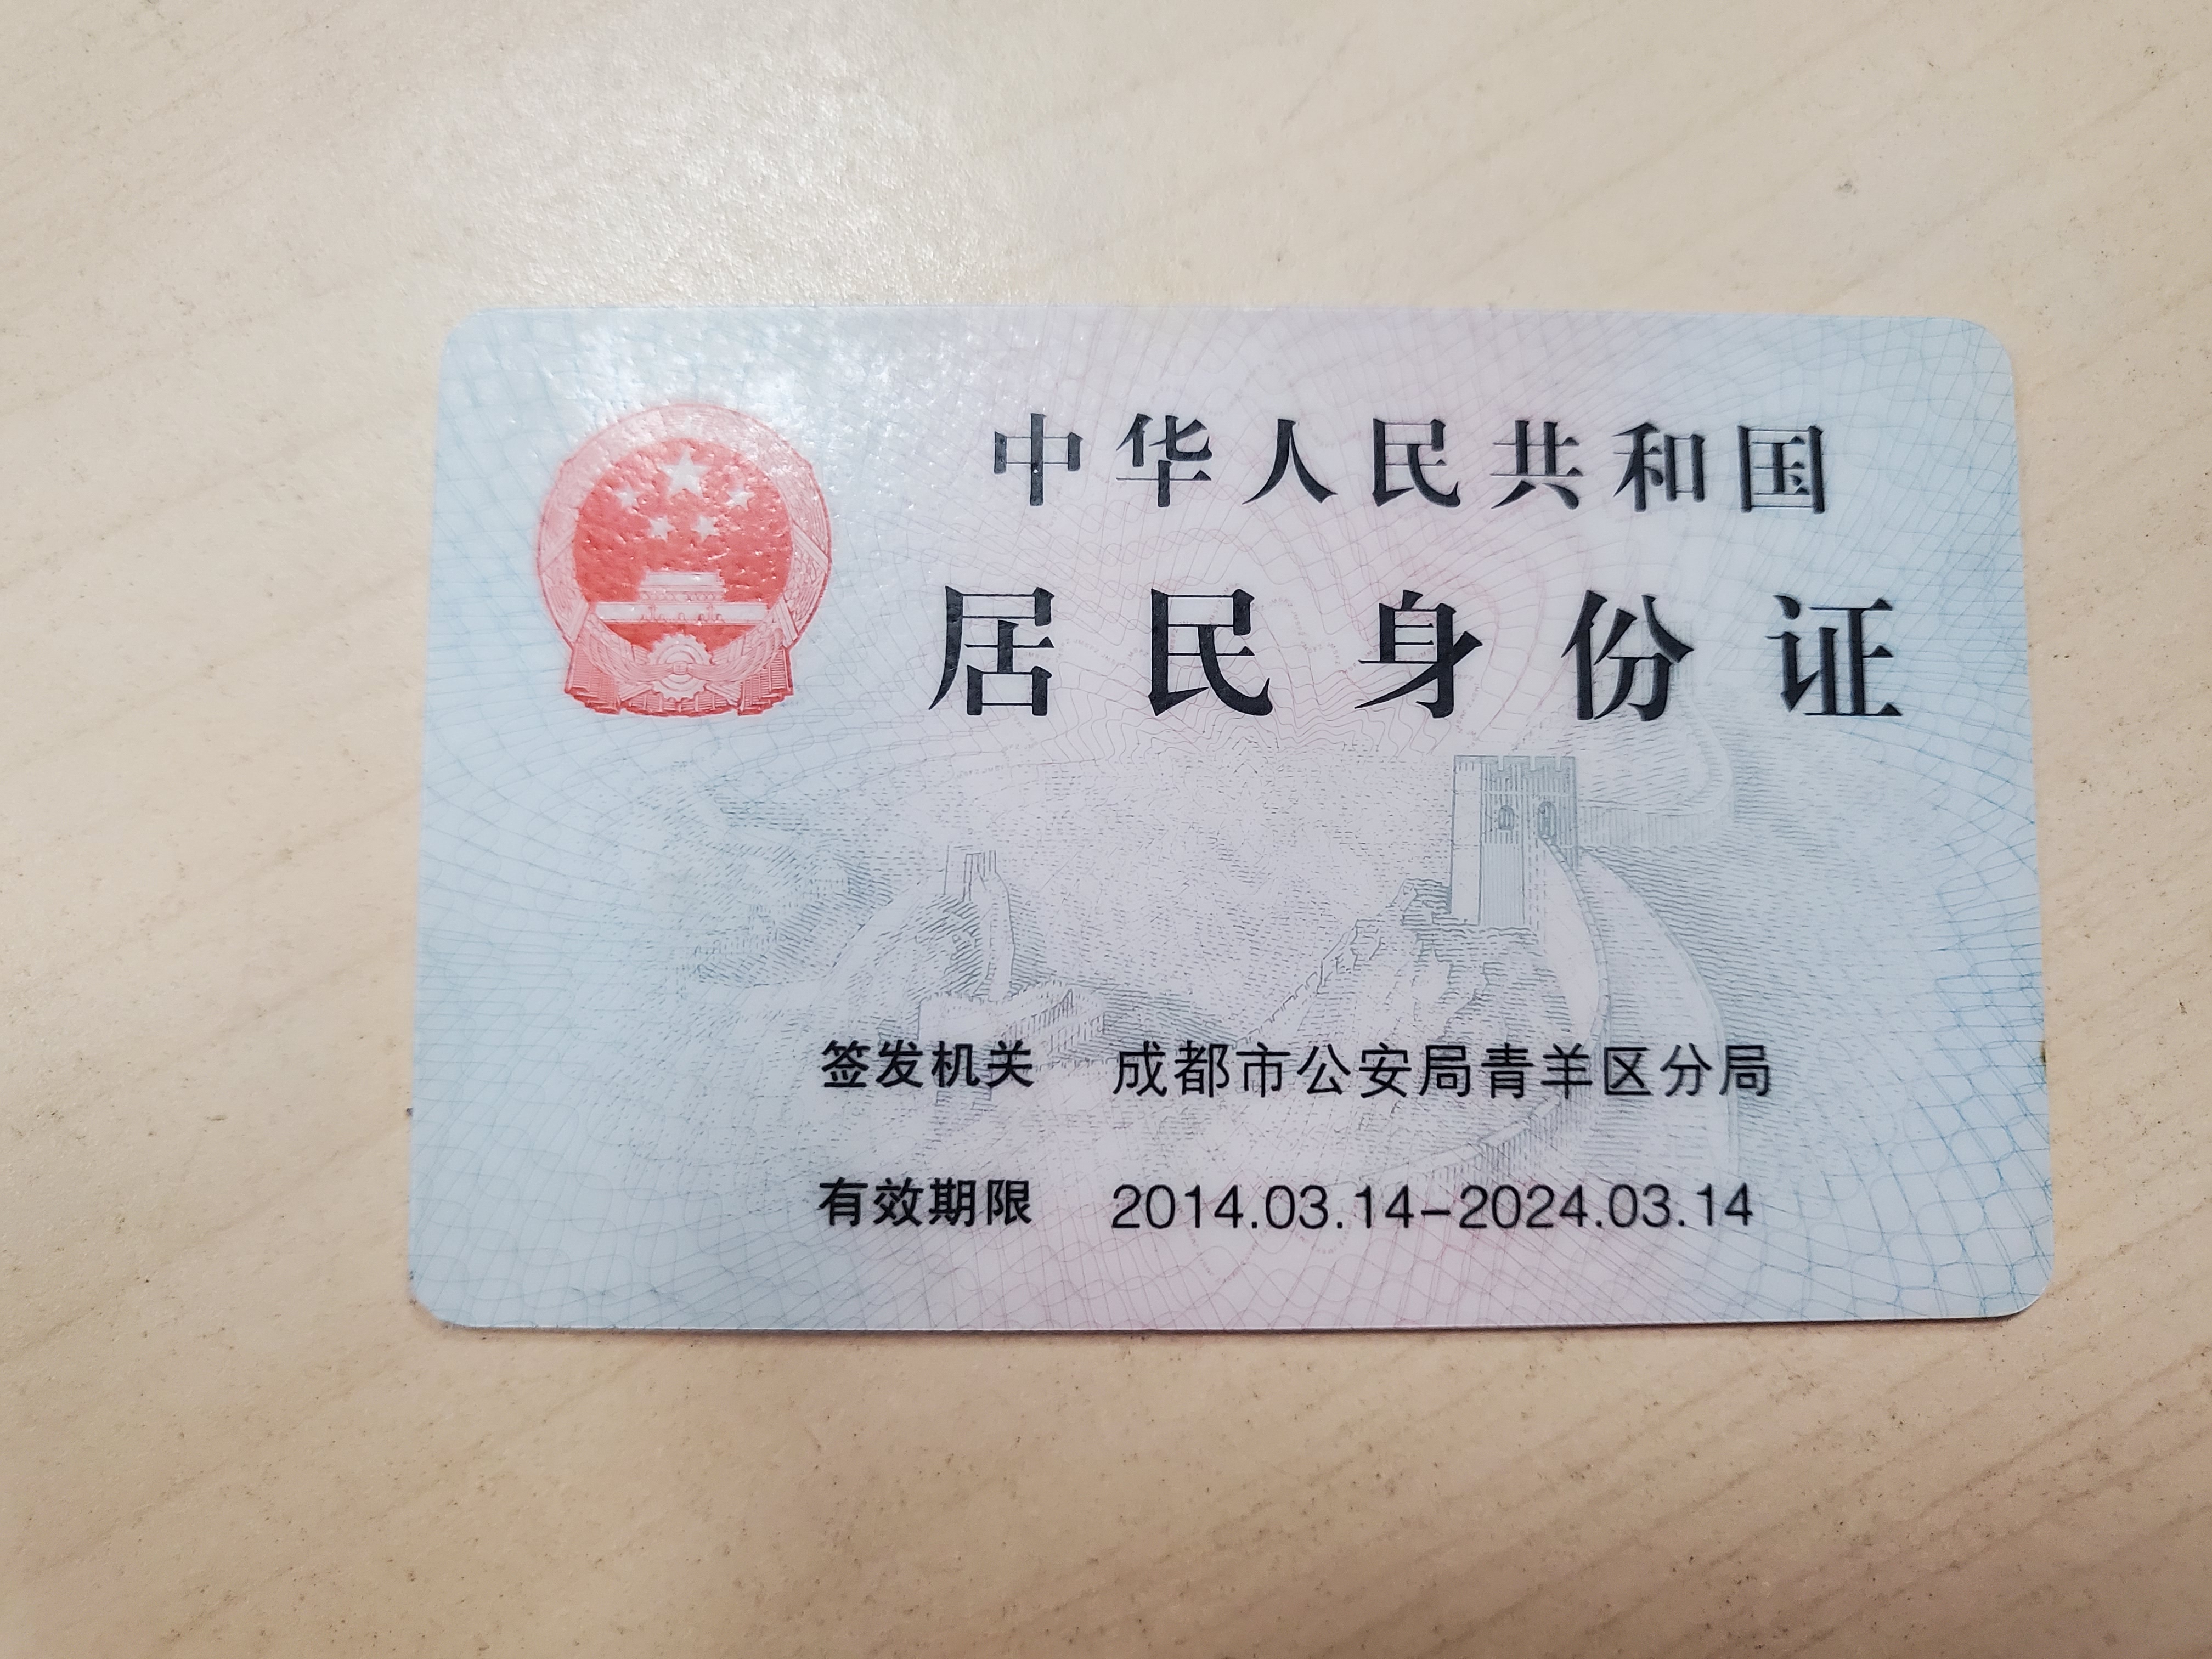 中华人民共和国
居民身份证
签发机关 成都市公安局青羊区分局
有效期限 2014.03.14-2024.03.14